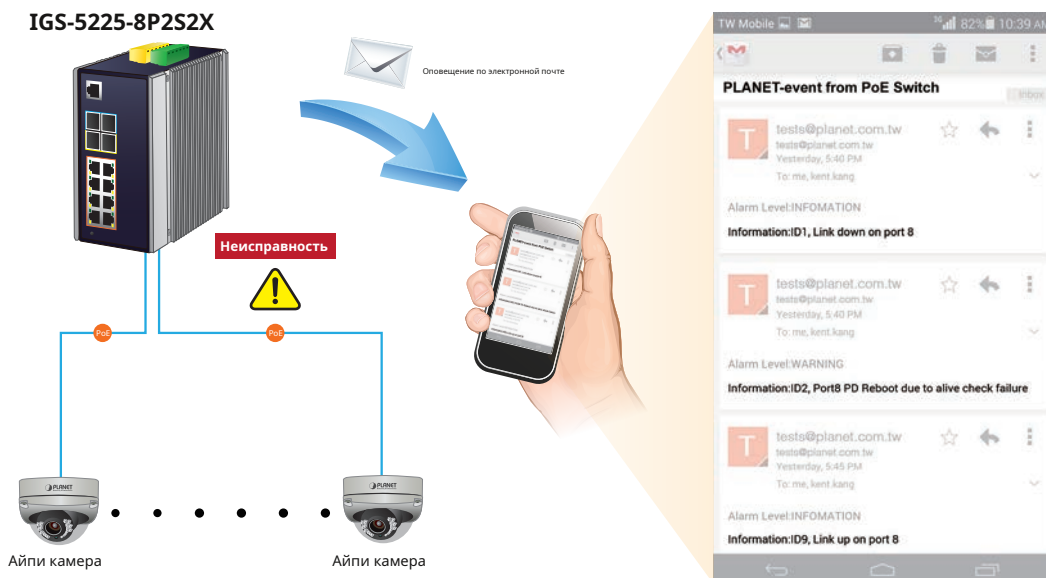 IGS-5225-8P2S2X
Оповещение по электронной почте
Неисправность
PoE
PoE
PLANET
PLANET
Айпи камера
Айпи камера
TW Mobile
3G 82% 10:39 AM
PLANET-event from PoE Switch
Inbox
T
tests@planet.com.tw
tests@planet.com.tw
Yesterday, 5:40 PM
To: me, kent.kang
Alarm Level:INFOMATION
Information:ID1, Link down on port 8
T
tests@planet.com.tw
tests@planet.com.tw
Yesterday, 5:40 PM
To: me, kent.kang
Alarm Level:WARNING
Information:ID2, Port8 PD Reboot due to alive check failure
T
tests@planet.com.tw
tests@planet.com.tw
Yesterday, 5:45 PM
To: me, kent.kang
Alarm Level:INFOMATION
Information:ID9, Link up on port 8